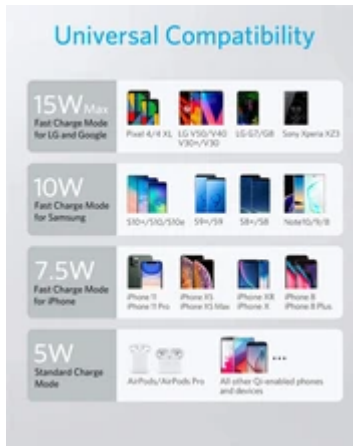 Universal Compatibility
15W Max
Fast Charge Mode
for LG and Google
Pixel 4/4 XL
LG V50/V40
V30+/V30
LG G7/G8
Sony Xperia XZ3
10W
Fast Charge Mode
for Samsung
S10+/S10/S10e
S9+/S9
S8+/S8
Note10/9/8
7.5W
Fast Charge Mode
for iPhone
iPhone 11
iPhone 11 Pro
iPhone XS
iPhone XS Max
iPhone XR
iPhone X
iPhone 8
iPhone 8 Plus
5W
Standard Charge
Mode
AirPods/AirPods Pro
All other Qi-enabled phones
and devices